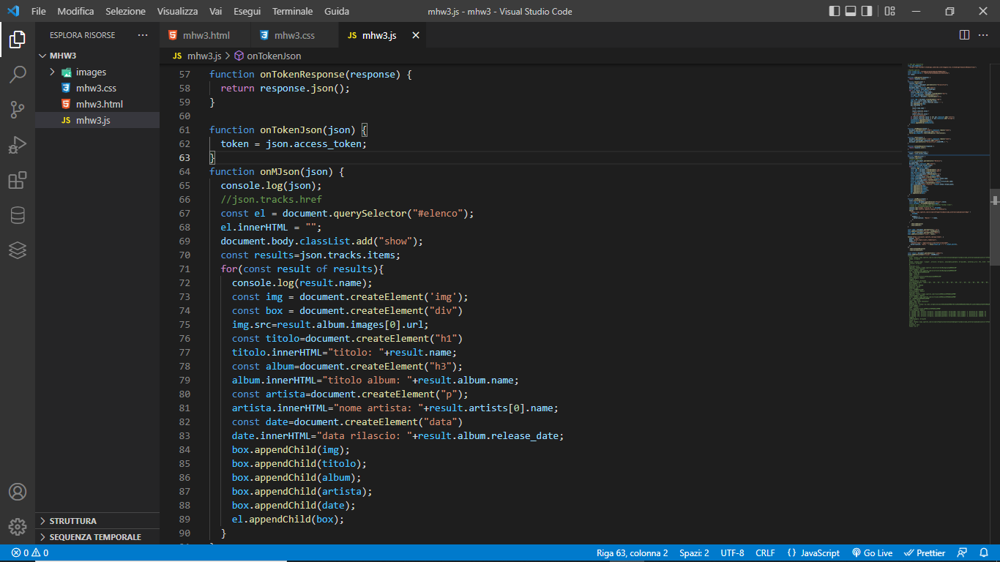 File Modifica Selezione Visualizza Vai Esegui Terminale Guida mhw3.js - mhw3 - Visual Studio Code
ESPLORA RISORSE
MHW3
images
mhw3.css
mhw3.html
JS mhw3.js
STRUTTURA
SEQUENZA TEMPORALE
mhw3.html mhw3.css JS mhw3.js
JS mhw3.js > onTokenJson
57 function onTokenResponse(response) {
58 return response.json();
59 }
60
61 function onTokenJson(json) {
62 token = json.access_token;
63 }
64 function onMJson(json) {
65 console.log(json);
66 //json.tracks.href
67 const el = document.querySelector("#elenco");
68 el.innerHTML = "";
69 document.body.classList.add("show");
70 const results=json.tracks.items;
71 for(const result of results){
72 console.log(result.name);
73 const img = document.createElement('img');
74 const box = document.createElement("div")
75 img.src=result.album.images[0].url;
76 const titolo=document.createElement("h1")
77 titolo.innerHTML="titolo: "+result.name;
78 const album=document.createElement("h3");
79 album.innerHTML="titolo album: "+result.album.name;
80 const artista=document.createElement("p");
81 artista.innerHTML="nome artista: "+result.artists[0].name;
82 const date=document.createElement("data")
83 date.innerHTML="data rilascio: "+result.album.release_date;
84 box.appendChild(img);
85 box.appendChild(titolo);
86 box.appendChild(album);
87 box.appendChild(artista);
88 box.appendChild(date);
89 el.appendChild(box);
90 }
0 0 Riga 63, colonna 2 Spazi: 2 UTF-8 CRLF {} JavaScript Go Live Prettier